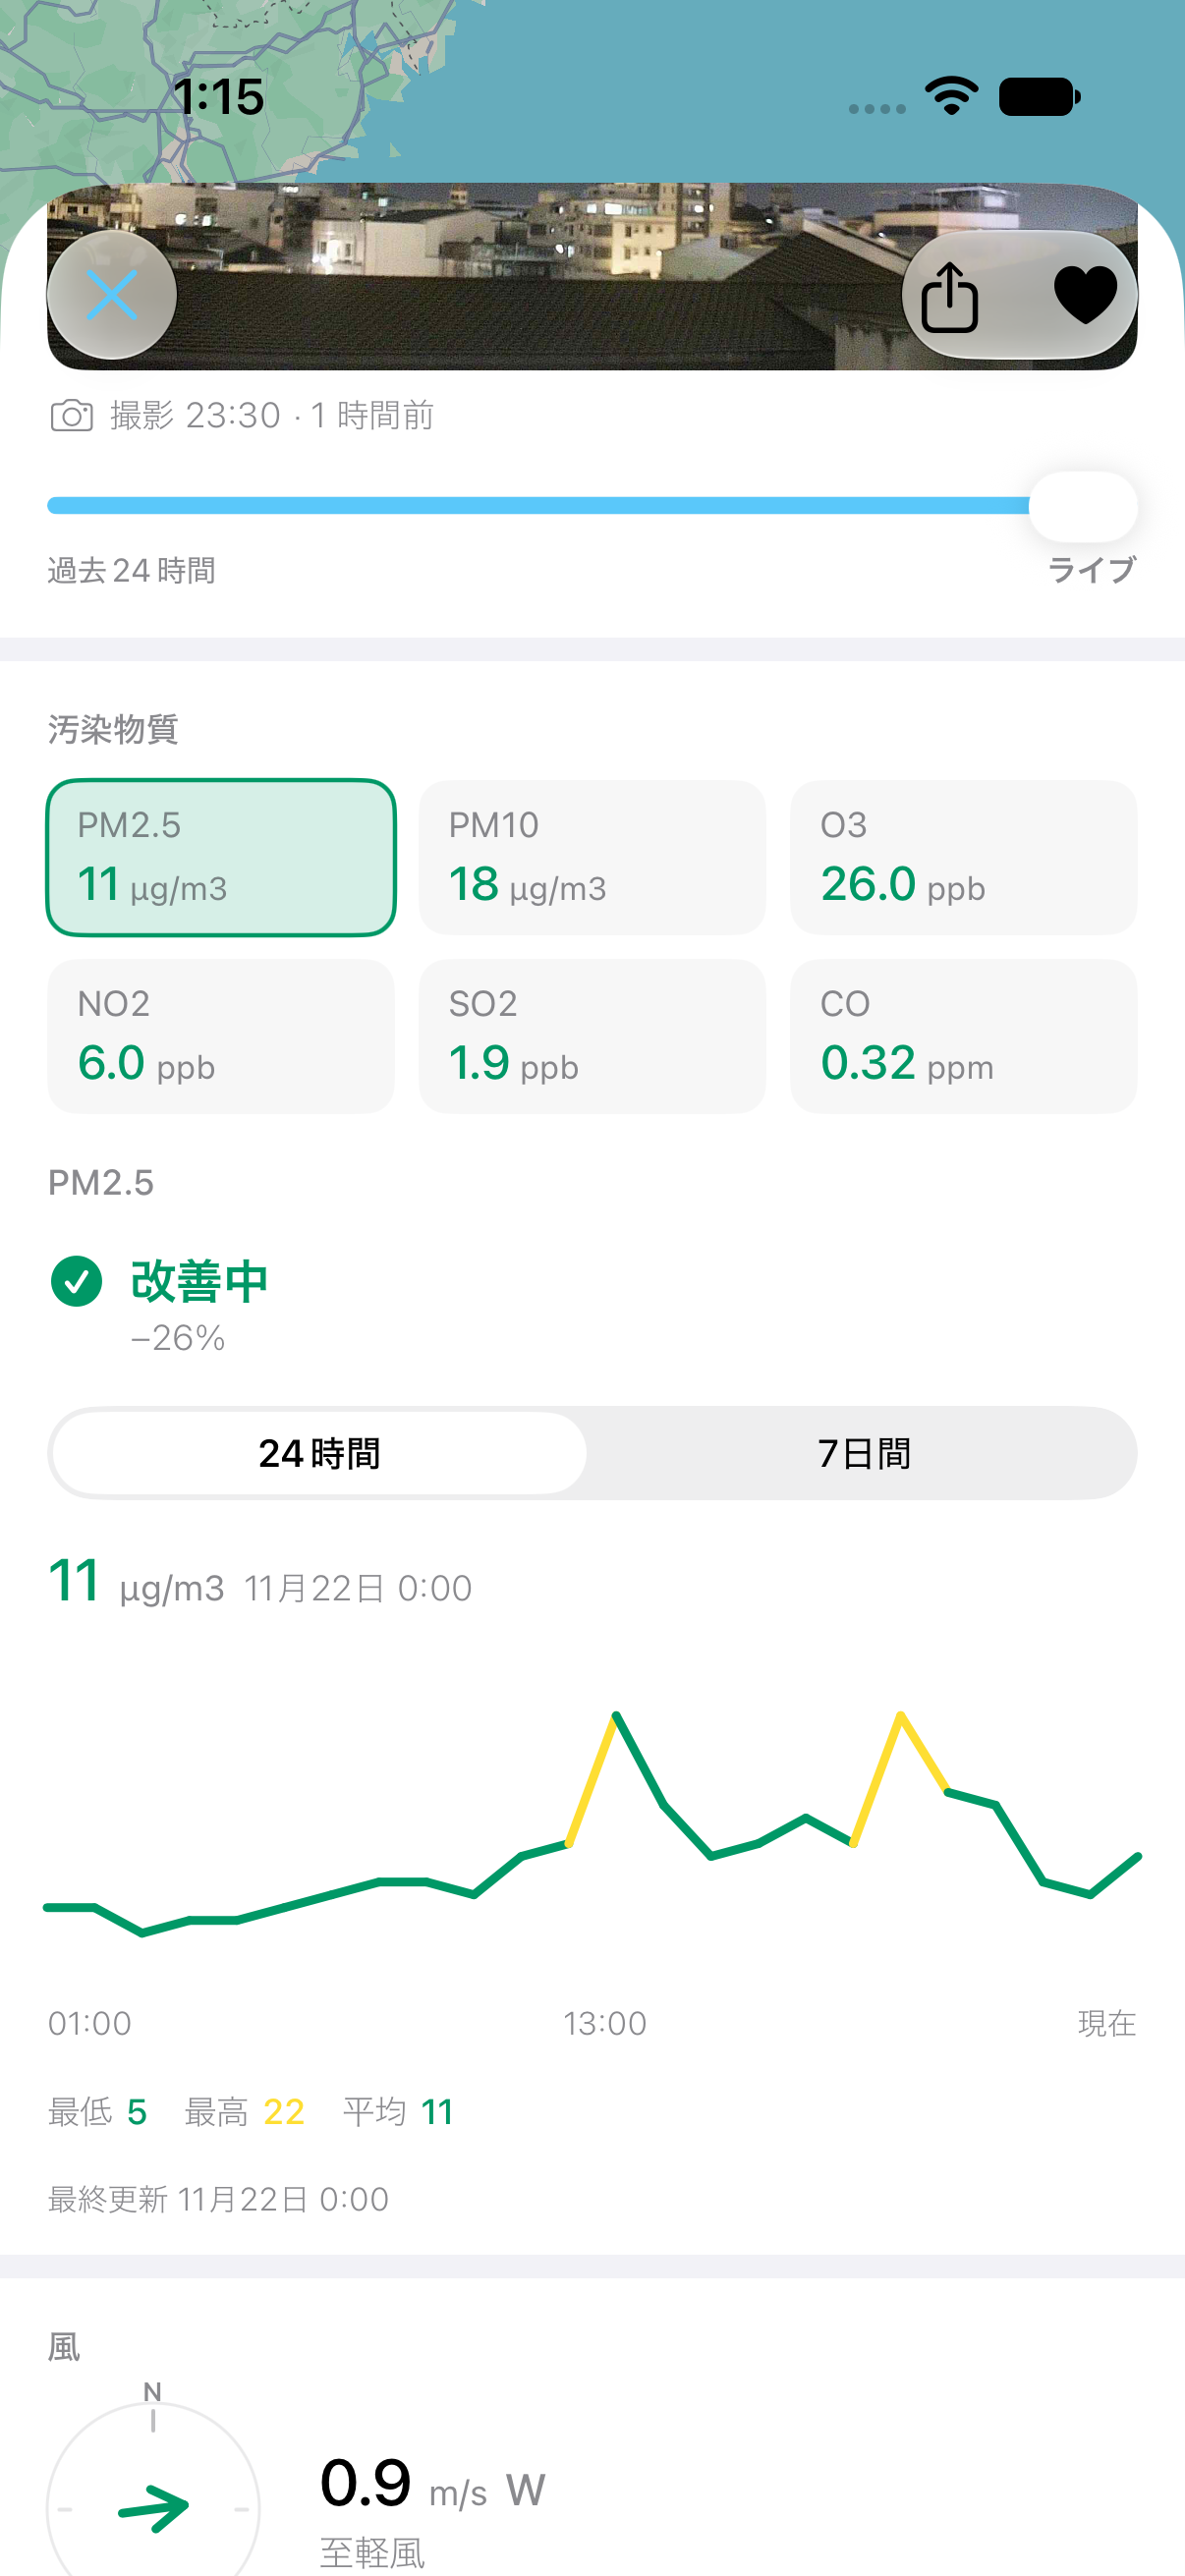 1:15
撮影 23:30 · 1 時間前
過去24時間 ライブ
汚染物質
PM2.5 PM10 O3
11 µg/m3 18 µg/m3 26.0 ppb
NO2 SO2 CO
6.0 ppb 1.9 ppb 0.32 ppm
PM2.5
改善中
−26%
24時間 7日間
11 µg/m3 11月22日 0:00
01:00 13:00 現在
最低 5 最高 22 平均 11
最終更新 11月22日 0:00
風
N
0.9 m/s W
至軽風